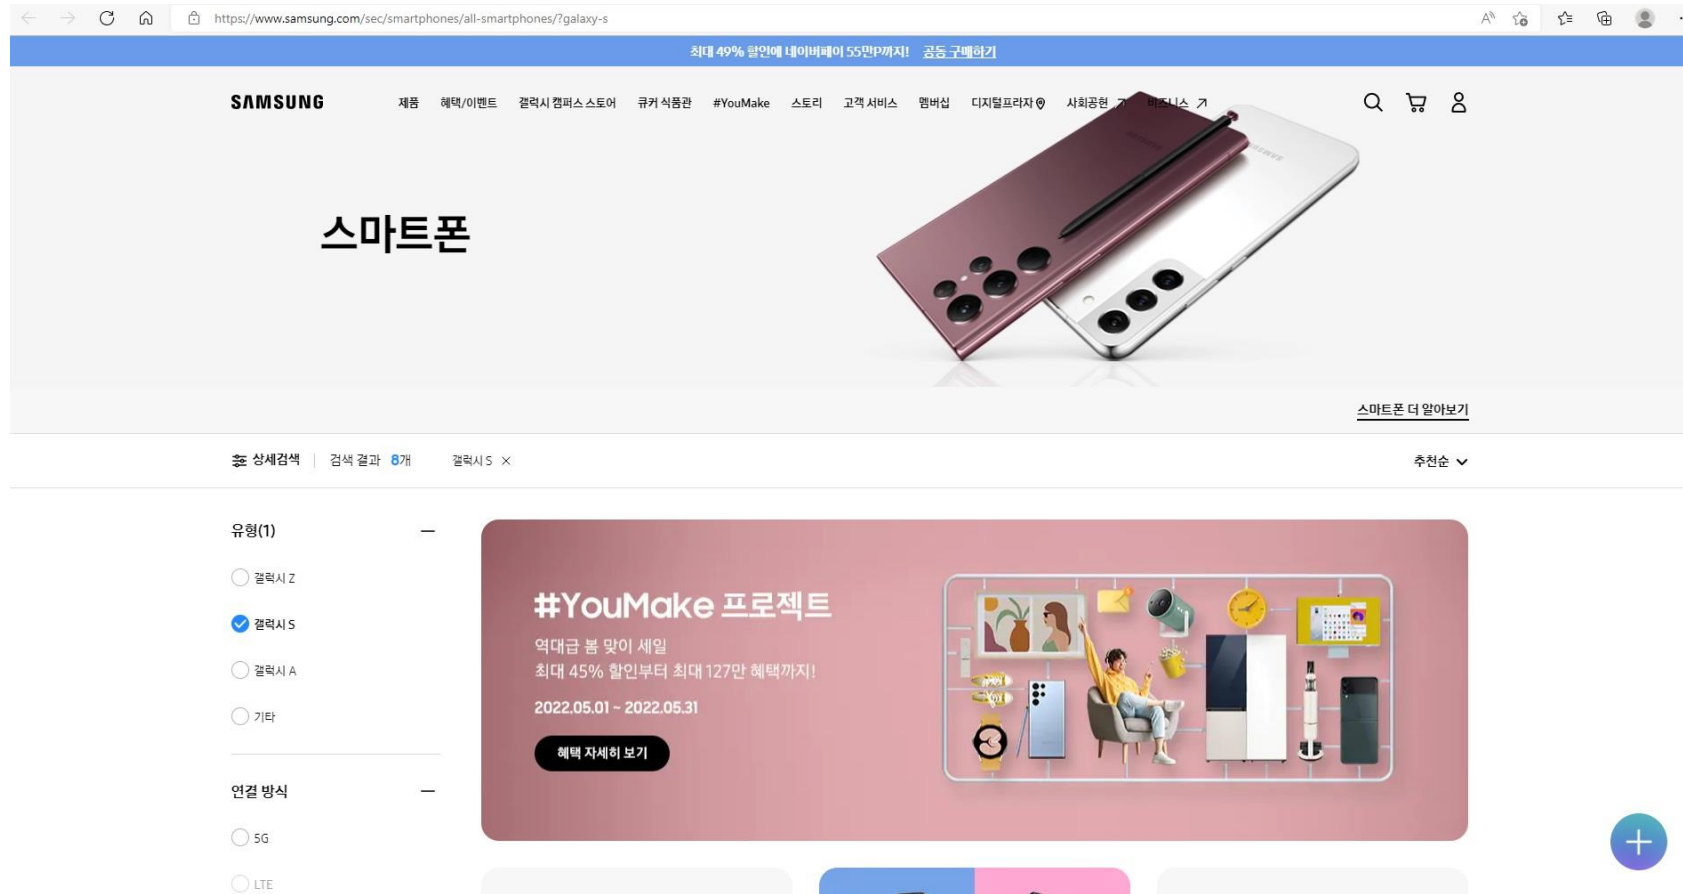 https://www.samsung.com/sec/smartphones/all-smartphones/?galaxy-s
최대 49% 할인에 네이버페이 55만P까지! 공동 구매하기
SAMSUNG 제품 혜택/이벤트 갤럭시 캠퍼스 스토어 큐커 식품관 #YouMake 스토리 고객 서비스 멤버십 디지털프라자 사회공헌 비즈니스
스마트폰
스마트폰 더 알아보기
상세검색 검색 결과 8개 갤럭시 S 추천순
유형(1)
갤럭시 Z
갤럭시 S
갤럭시 A
기타
연결 방식
5G
LTE
#YouMake 프로젝트
역대급 봄 맞이 세일
최대 45% 할인부터 최대 127만 혜택까지!
2022.05.01 ~ 2022.05.31
혜택 자세히 보기